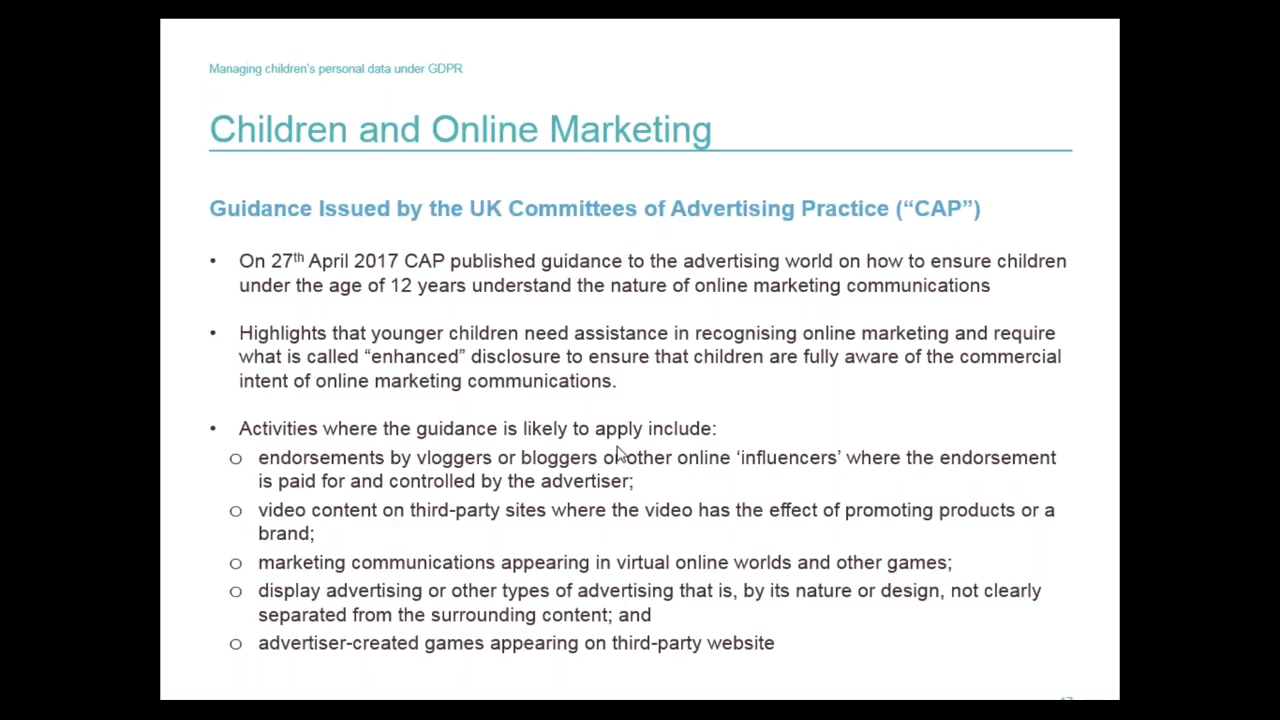 Managing children's personal data under GDPR
Children and Online Marketing
Guidance Issued by the UK Committees of Advertising Practice (“CAP”)
• On 27th April 2017 CAP published guidance to the advertising world on how to ensure children
under the age of 12 years understand the nature of online marketing communications
• Highlights that younger children need assistance in recognising online marketing and require
what is called “enhanced” disclosure to ensure that children are fully aware of the commercial
intent of online marketing communications.
• Activities where the guidance is likely to apply include:
o endorsements by vloggers or bloggers or other online ‘influencers’ where the endorsement
is paid for and controlled by the advertiser;
o video content on third-party sites where the video has the effect of promoting products or a
brand;
o marketing communications appearing in virtual online worlds and other games;
o display advertising or other types of advertising that is, by its nature or design, not clearly
separated from the surrounding content; and
o advertiser-created games appearing on third-party website